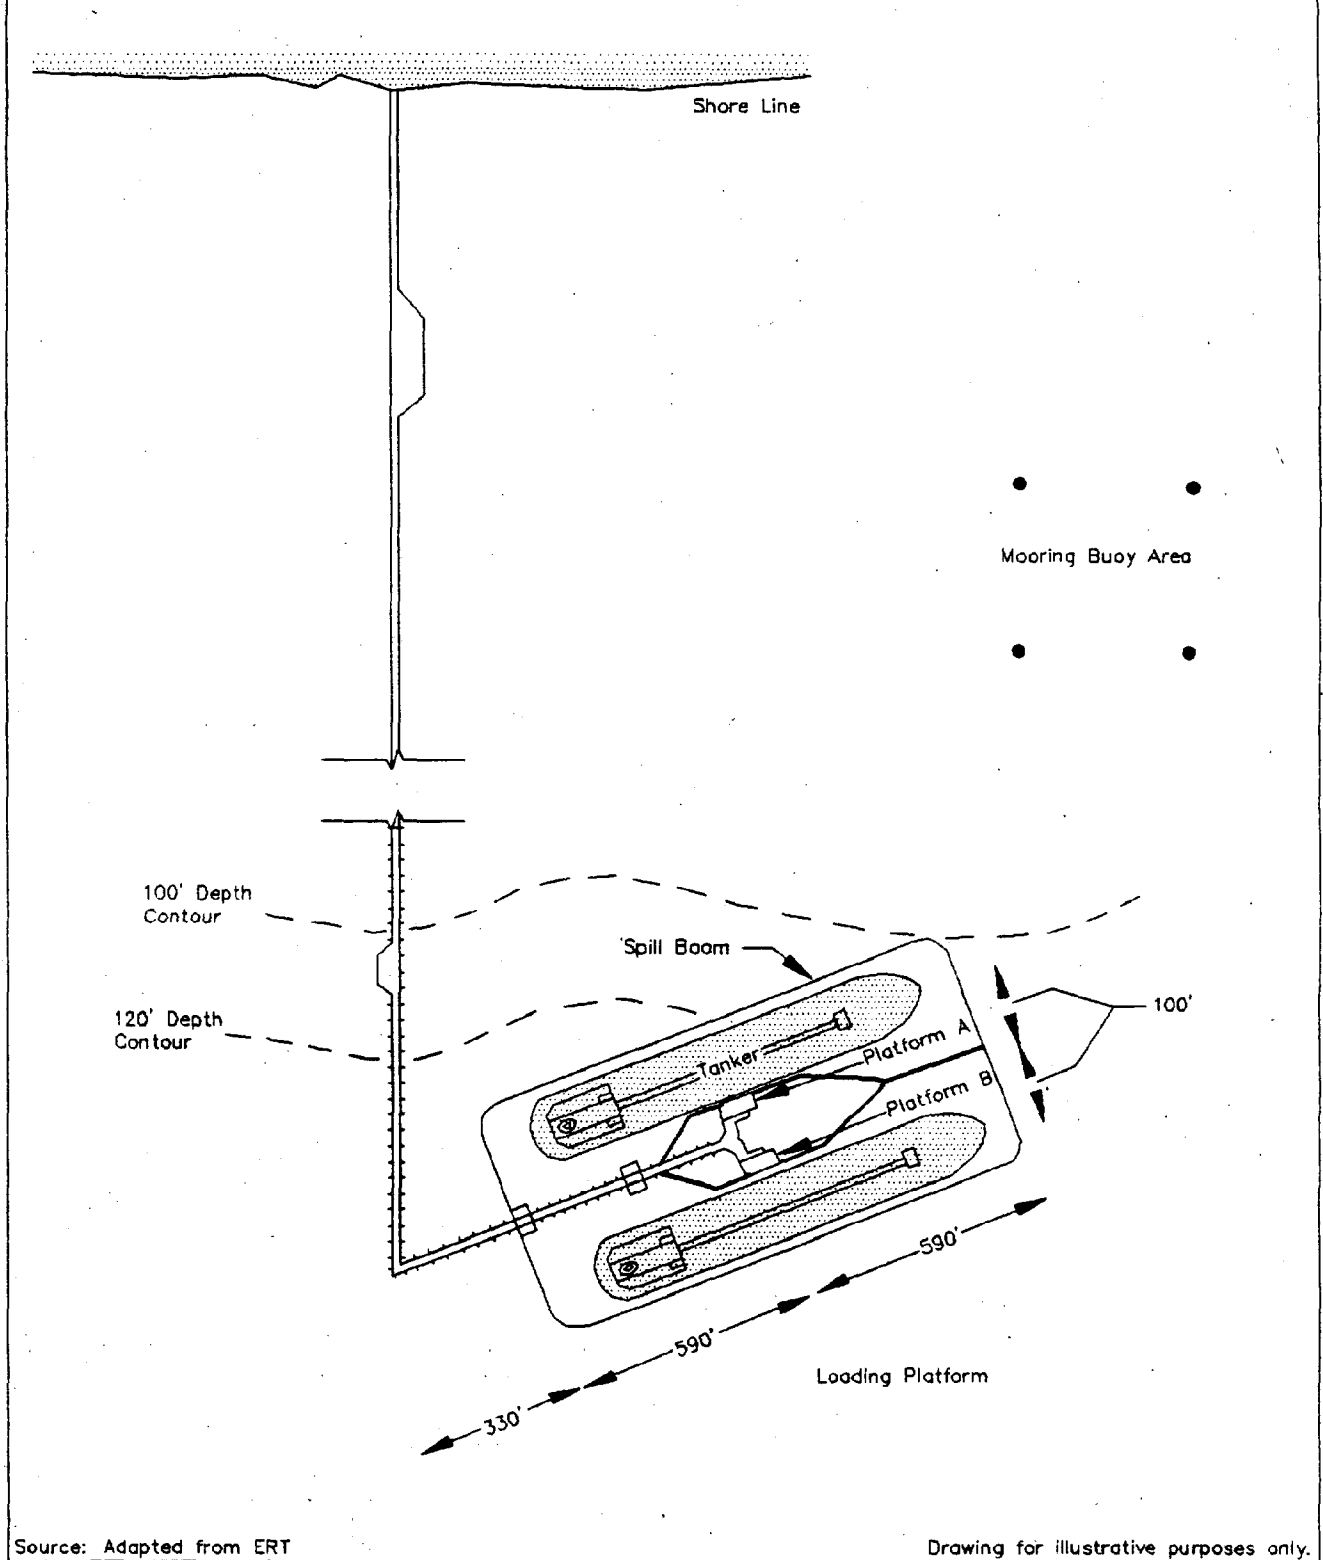 Shore Line
Mooring Buoy Area
100' Depth
Contour
Spill Boom
100'
120' Depth
Contour
Tanker
Platform A
Platform B
590'
590'
330'
Loading Platform
Source: Adapted from ERT
Drawing for illustrative purposes only.